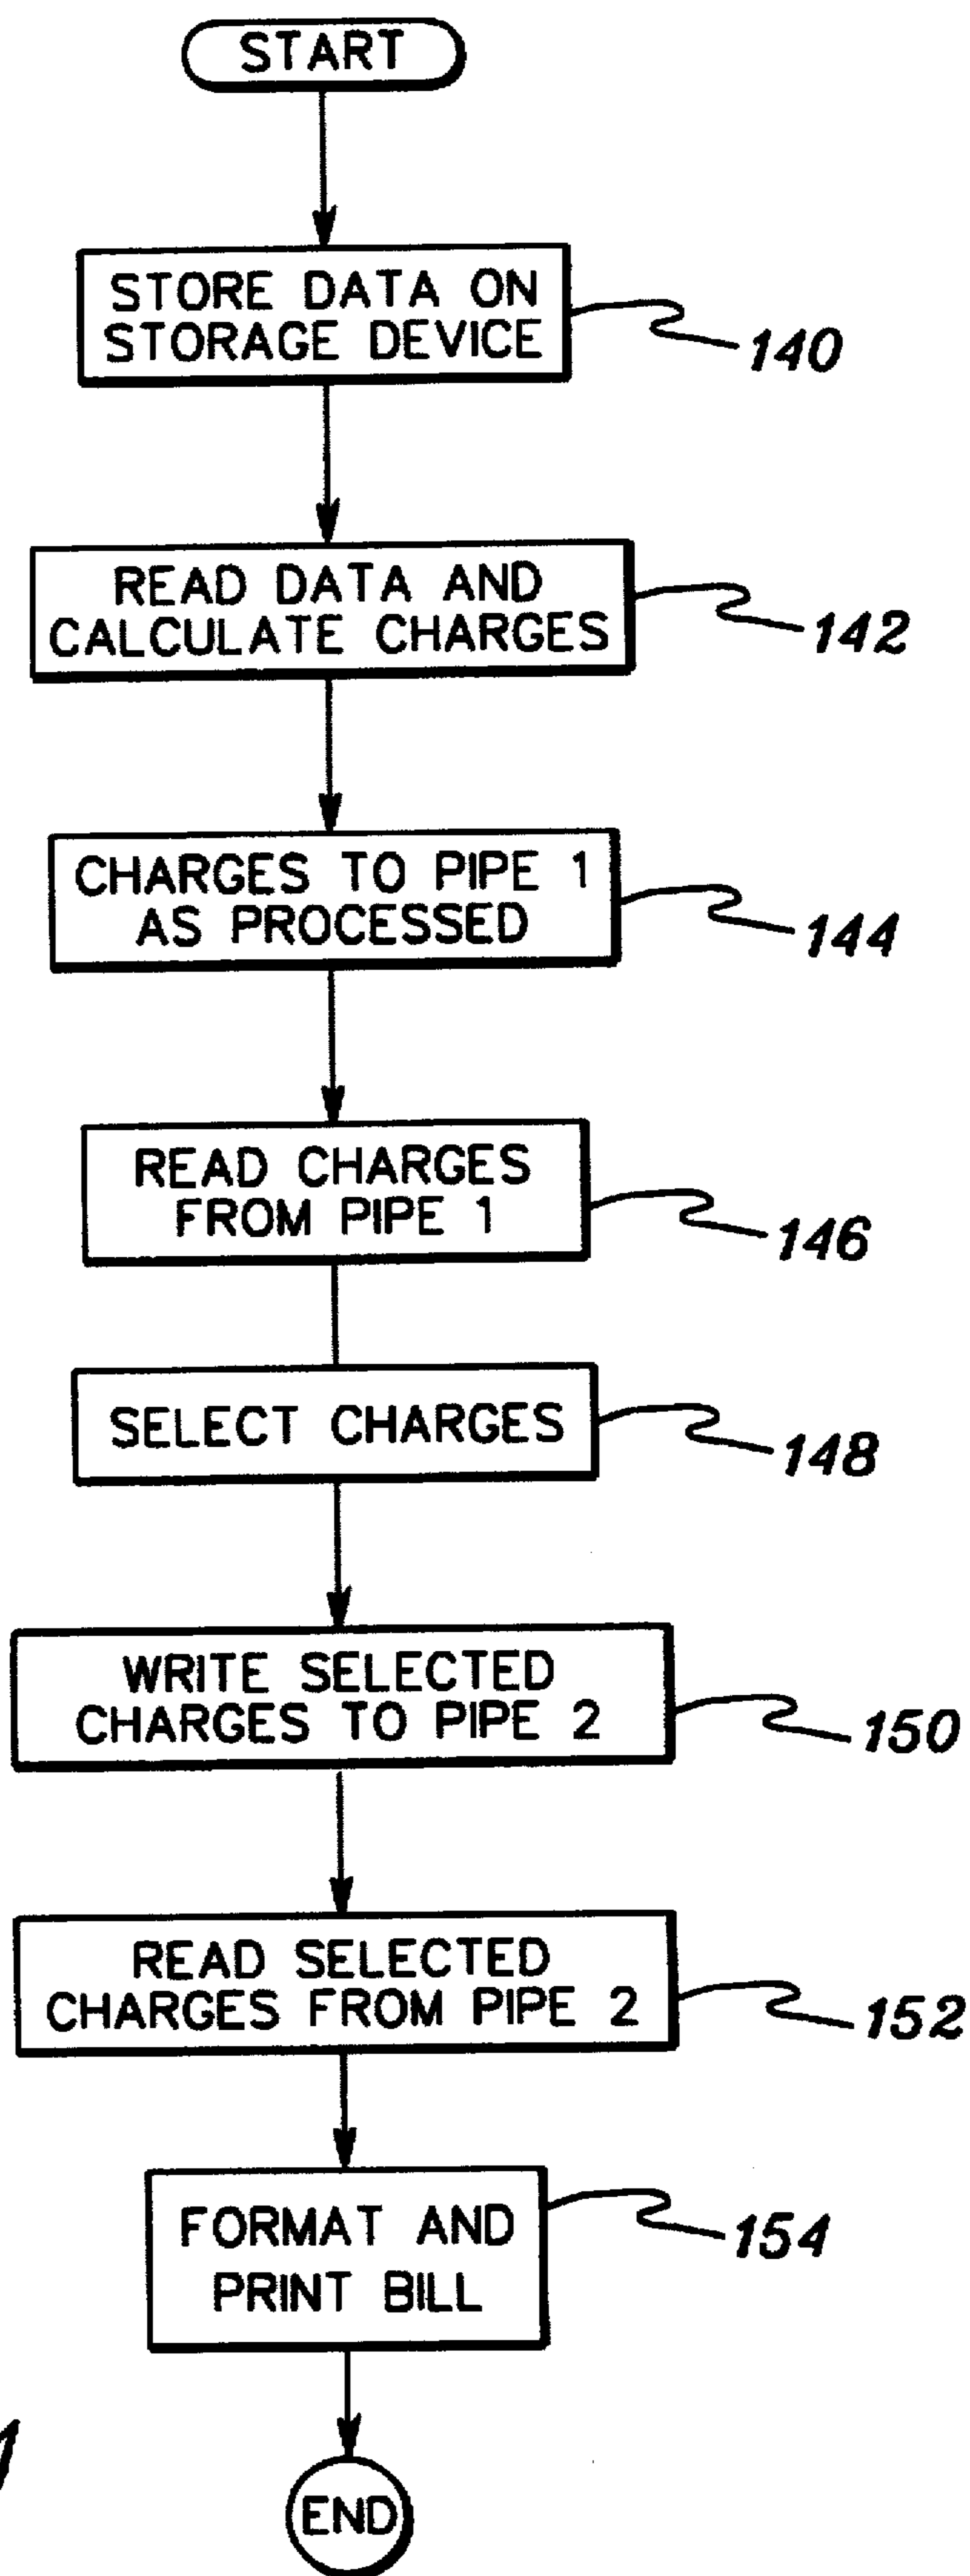 START
STORE DATA ON
STORAGE DEVICE
140
READ DATA AND
CALCULATE CHARGES
142
CHARGES TO PIPE 1
AS PROCESSED
144
READ CHARGES
FROM PIPE 1
146
SELECT CHARGES
148
WRITE SELECTED
CHARGES TO PIPE 2
150
READ SELECTED
CHARGES FROM PIPE 2
152
FORMAT AND
PRINT BILL
154
END